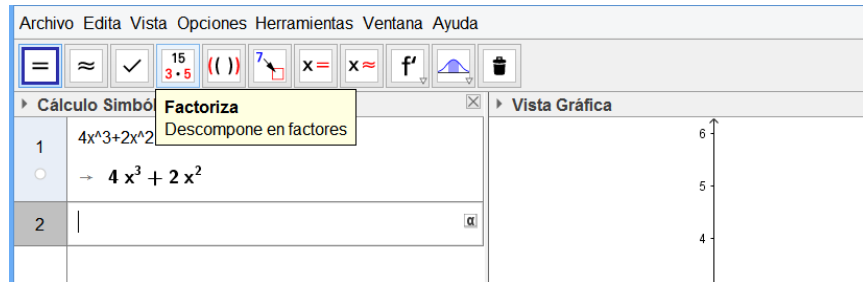 Archivo Edita Vista Opciones Herramientas Ventana Ayuda
= ≈ ✓ 15 3·5 (( )) 7 x= x≈ f'
Cálculo Simból
Factoriza
Descompone en factores
Vista Gráfica
1
4x^3+2x^2
→ 4 x³ + 2 x²
2
α
6
5
4